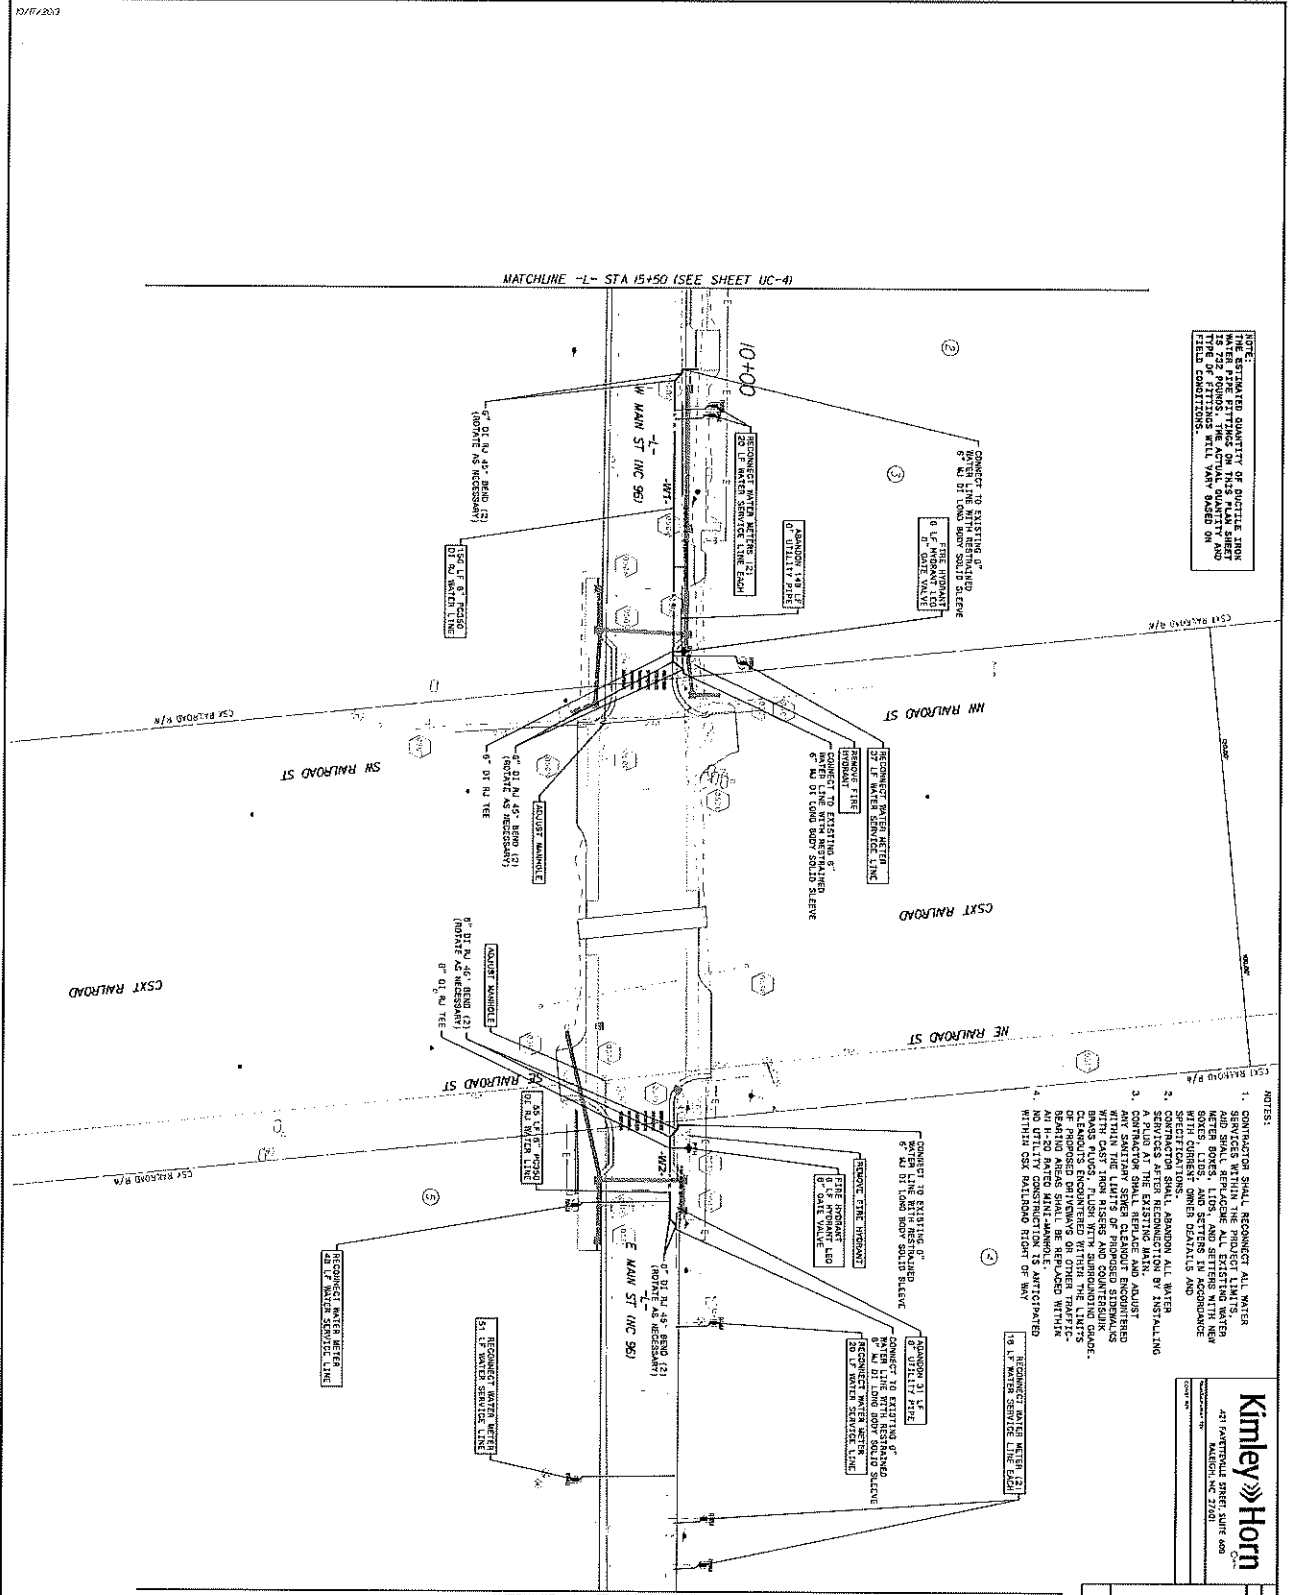 MATCHLINE -L- STA 15+50 (SEE SHEET UC-4)
NOTE:
THE ESTIMATED QUANTITY OF DUCTILE IRON
WATER PIPE FITTINGS ON THIS PLAN SHEET
IS 732 POUNDS. THE ACTUAL QUANTITY AND
TYPE OF FITTINGS WILL VARY BASED ON
FIELD CONDITIONS.
2
3
CONNECT TO EXISTING 6"
WATER LINE WITH RESTRAINED
6" MJ DI LONG BODY SOLID SLEEVE
FIRE HYDRANT
LF HYDRANT LEG
6" GATE VALVE
10+00
RECONNECT WATER METERS (2)
20 LF WATER SERVICE LINE EACH
ABANDON 148 LF
6" UTILITY PIPE
-L-
W MAIN ST (NC 96)
-W1-
6" DI RJ 45° BEND (2)
(ROTATE AS NECESSARY)
150 LF 6" PC350
DI RJ WATER LINE
CSXT RAILROAD R/W
CSX RAILROAD R/W
NW RAILROAD ST
SW RAILROAD ST
RECONNECT WATER METER
37 LF WATER SERVICE LINE
REMOVE FIRE
HYDRANT
CONNECT TO EXISTING 6"
WATER LINE WITH RESTRAINED
6" MJ DI LONG BODY SOLID SLEEVE
ADJUST MANHOLE
6" DI RJ 45° BEND (2)
(ROTATE AS NECESSARY)
6" DI RJ TEE
CSXT RAILROAD
CSXT RAILROAD
NE RAILROAD ST
SE RAILROAD ST
ADJUST MANHOLE
6" DI RJ 45° BEND (2)
(ROTATE AS NECESSARY)
6" DI RJ TEE
CSXT RAILROAD R/W
CSX RAILROAD R/W
55 LF 6" PC350
DI RJ WATER LINE
-W2-
CONNECT TO EXISTING 6"
WATER LINE WITH RESTRAINED
6" MJ DI LONG BODY SOLID SLEEVE
REMOVE FIRE HYDRANT
FIRE HYDRANT
LF HYDRANT LEG
6" GATE VALVE
4
5
RECONNECT WATER METER
48 LF WATER SERVICE LINE
6" DI RJ 45° BEND (2)
(ROTATE AS NECESSARY)
-L-
E MAIN ST (NC 96)
ABANDON 31 LF
6" UTILITY PIPE
CONNECT TO EXISTING 6"
WATER LINE WITH RESTRAINED
6" MJ DI LONG BODY SOLID SLEEVE
RECONNECT WATER METER
20 LF WATER SERVICE LINE
RECONNECT WATER METER
51 LF WATER SERVICE LINE
RECONNECT WATER METER (2)
18 LF WATER SERVICE LINE EACH
NOTES:
1. CONTRACTOR SHALL RECONNECT ALL WATER
SERVICES WITHIN THE PROJECT LIMITS,
AND SHALL REPLACEME ALL EXISTING WATER
METER BOXES, LIDS, AND SETTERS WITH NEW
BOXES, LIDS, AND SETTERS IN ACCORDANCE
WITH CURRENT OWNER DEATAILS AND
SPECIFICATIONS.
2. CONTRACTOR SHALL ABANDON ALL WATER
SERVICES AFTER RECONNECTION BY INSTALLING
A PLUG AT THE EXISTING MAIN.
3. CONTRACTOR SHALL REPLACE AND ADJUST
ANY SANITARY SEWER CLEANOUT ENCOUNTERED
WITHIN THE LIMITS OF PROPOSED SIDEWALKS
WITH CAST IRON RISERS AND COUNTERSUNK
BRASS PLUGS, FLUSH WITH SURROUNDING GRADE.
CLEANOUTS ENCOUNTERED WITHIN THE LIMITS
OF PROPOSED DRIVEWAYS OR OTHER TRAFFIC-
BEARING AREAS SHALL BE REPLACED WITHIN
AN H-20 RATED MINI-MANHOLE.
4. NO UTILITY CONSTRUCTION IS ANTICIPATED
WITHIN CSX RAILROAD RIGHT OF WAY
Kimley»Horn
421 FAYETTEVILLE STREET, SUITE 600
RALEIGH, NC 27601